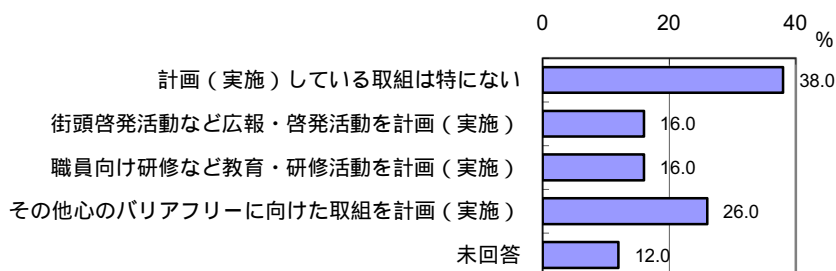 0 20 40
%
計画（実施）している取組は特にない 38.0
街頭啓発活動など広報・啓発活動を計画（実施） 16.0
職員向け研修など教育・研修活動を計画（実施） 16.0
その他心のバリアフリーに向けた取組を計画（実施） 26.0
未回答 12.0